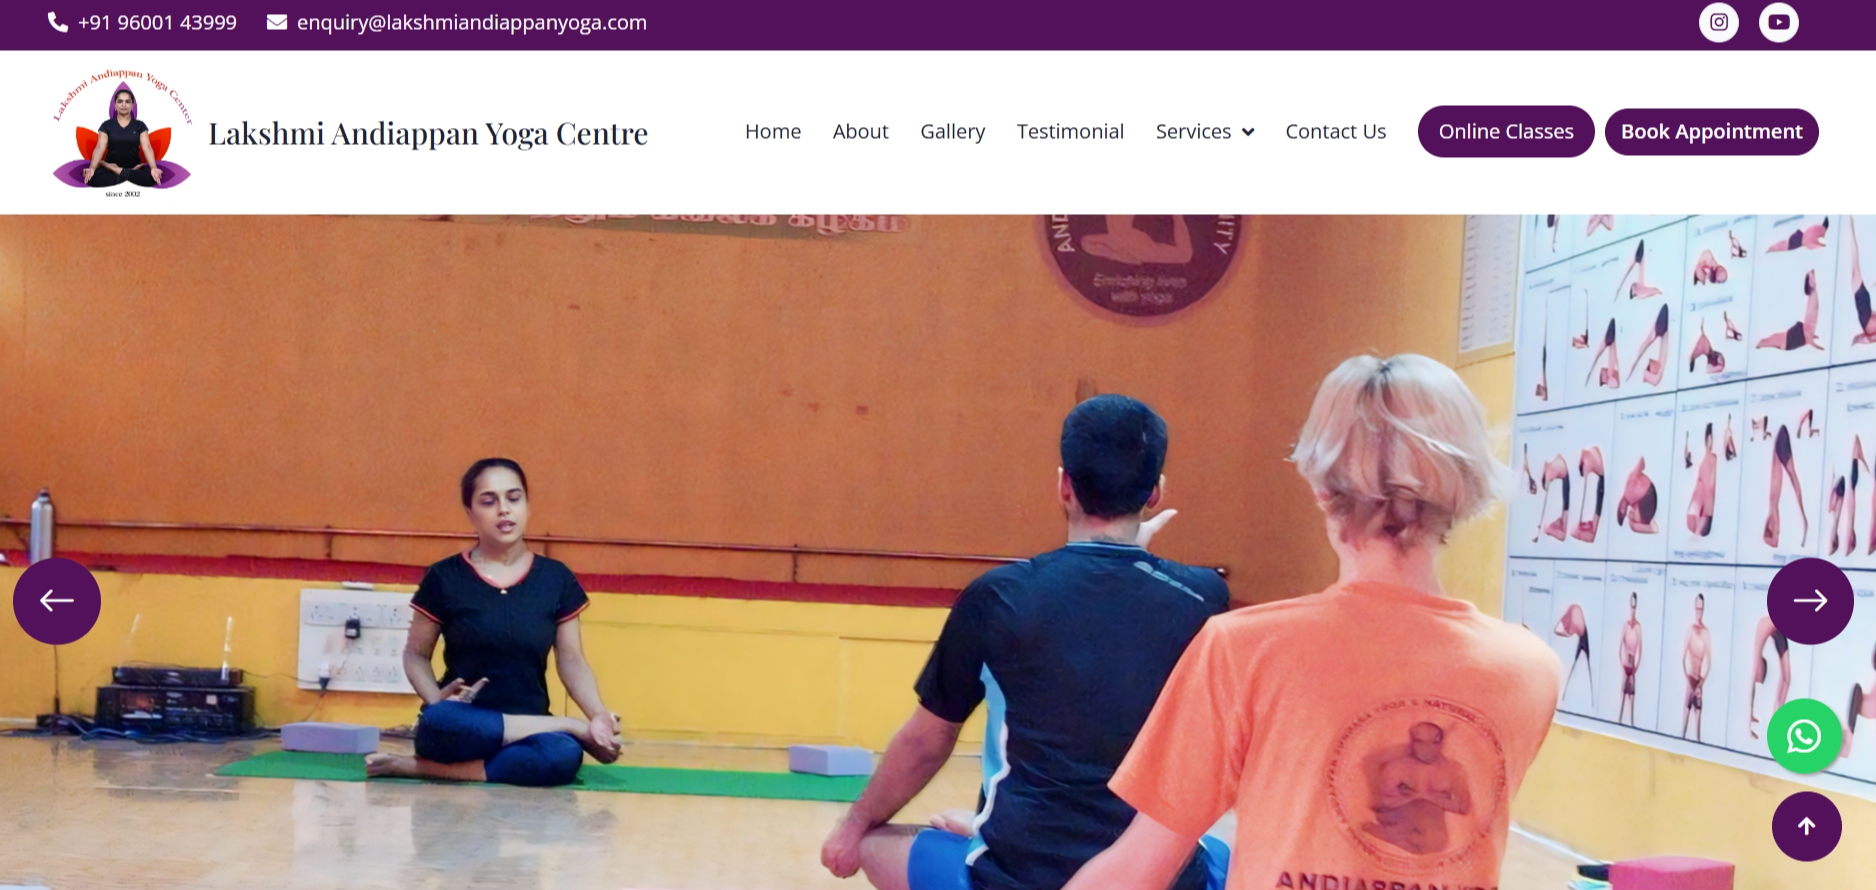 +91 96001 43999
enquiry@lakshmiandiappanyoga.com
Lakshmi Andiappan Yoga Center
since 2002
Lakshmi Andiappan Yoga Centre
Home
About
Gallery
Testimonial
Services
Contact Us
Online Classes
Book Appointment
கழகம்
Enriching lives
with yoga